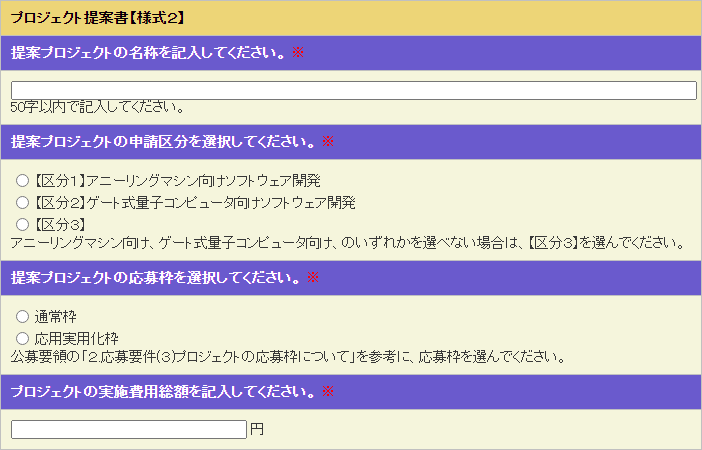 プロジェクト提案書【様式２】
提案プロジェクトの名称を記入してください。 ※
50字以内で記入してください。
提案プロジェクトの申請区分を選択してください。 ※
【区分１】アニーリングマシン向けソフトウェア開発
【区分２】ゲート式量子コンピュータ向けソフトウェア開発
【区分３】
アニーリングマシン向け、ゲート式量子コンピュータ向け、のいずれかを選べない場合は、【区分３】を選んでください。
提案プロジェクトの応募枠を選択してください。 ※
通常枠
応用実用化枠
公募要領の「2.応募要件(3)プロジェクトの応募枠について」を参考に、応募枠を選んでください。
プロジェクトの実施費用総額を記入してください。 ※
円